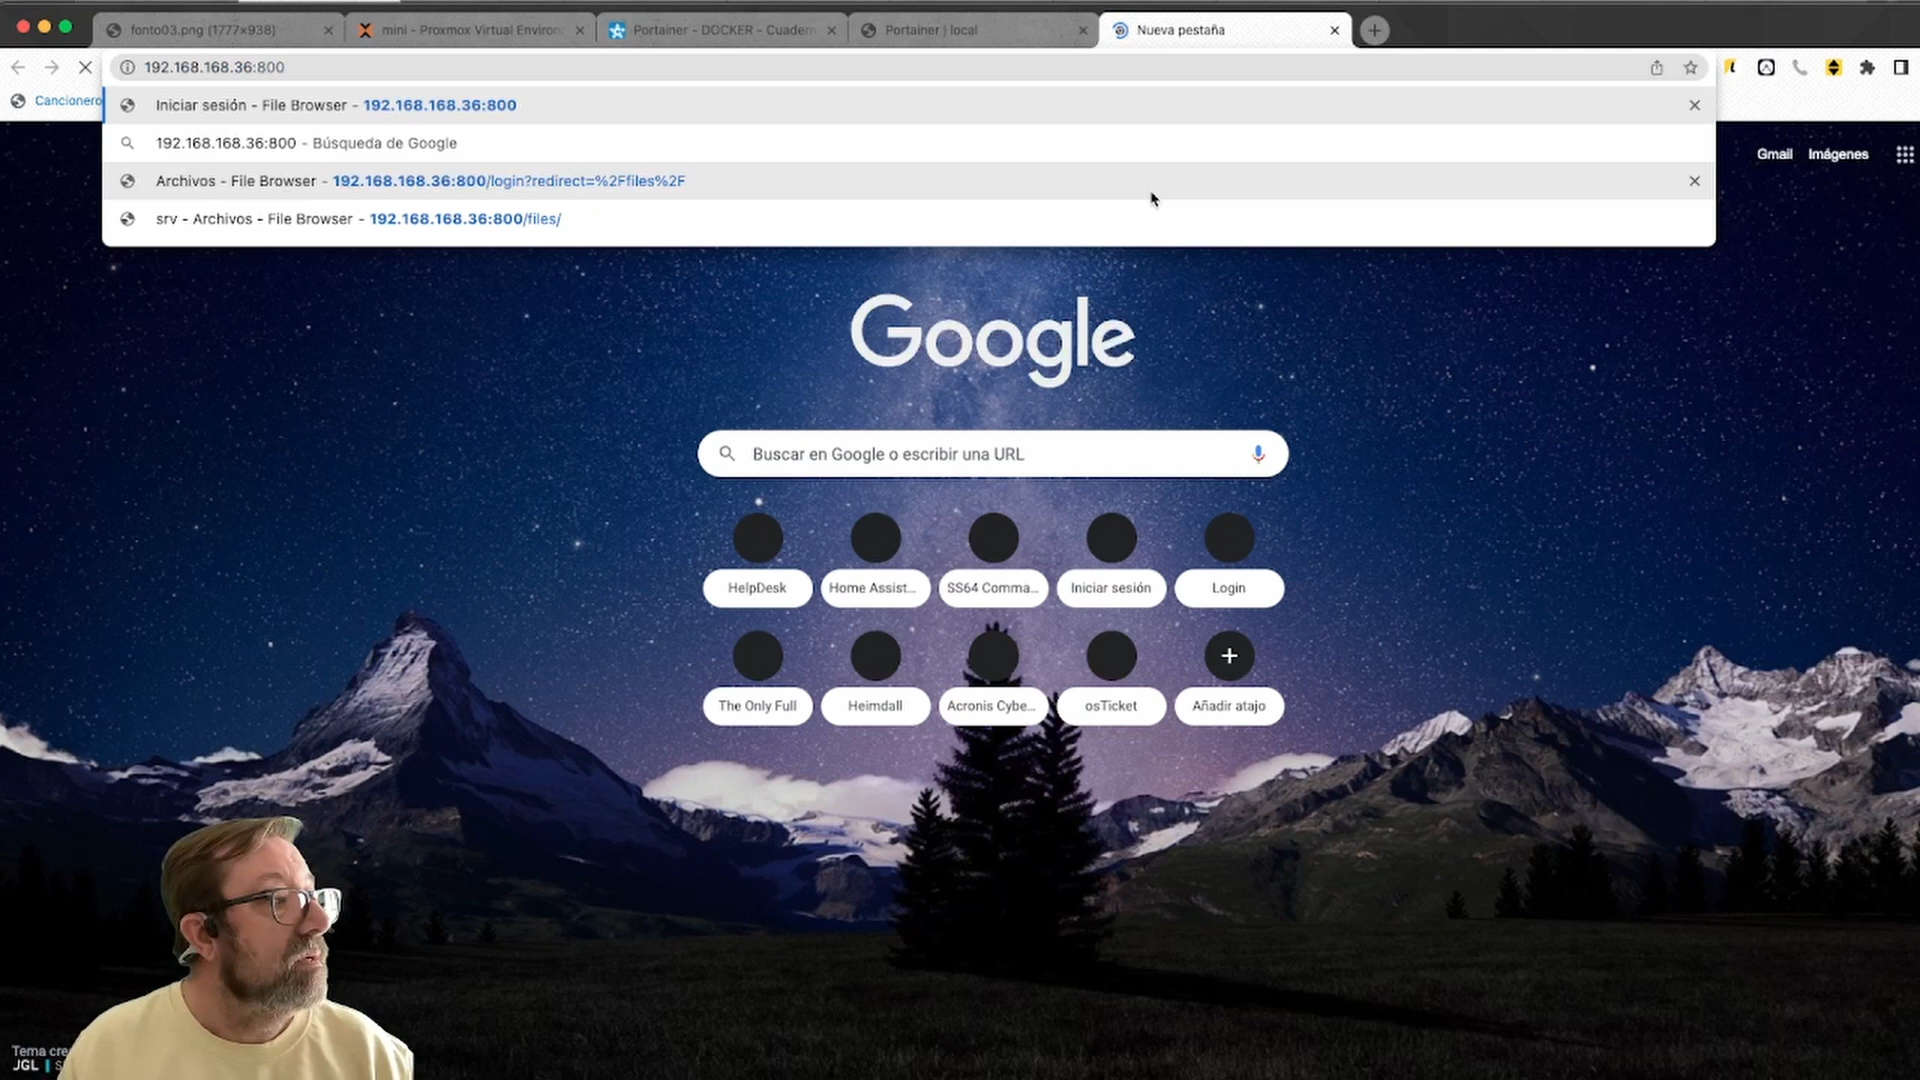 fonto03.png (1777×938)
mini - Proxmox Virtual Environ
Portainer - DOCKER - Cuadern
Portainer | local
Nueva pestaña
192.168.168.36:800
Cancionero
Iniciar sesión - File Browser - 192.168.168.36:800
192.168.168.36:800 - Búsqueda de Google
Archivos - File Browser - 192.168.168.36:800/login?redirect=%2Ffiles%2F
srv - Archivos - File Browser - 192.168.168.36:800/files/
Gmail Imágenes
Google
Buscar en Google o escribir una URL
HelpDesk
Home Assist...
SS64 Comma...
Iniciar sesión
Login
The Only Full
Heimdall
Acronis Cybe...
osTicket
Añadir atajo
Tema cre
JGL | S